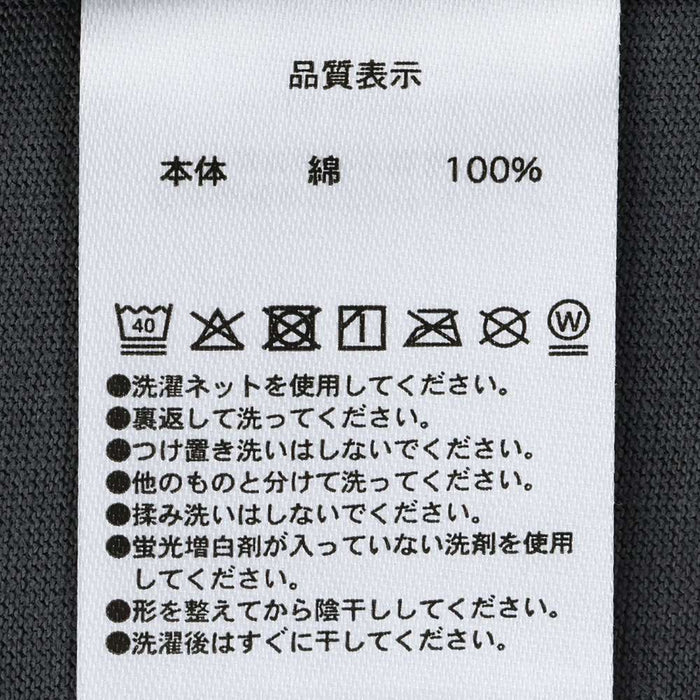 品質表示
本体 綿 100%
40 W
●洗濯ネットを使用してください。
●裏返して洗ってください。
●つけ置き洗いはしないでください。
●他のものと分けて洗ってください。
●揉み洗いはしないでください。
●蛍光増白剤が入っていない洗剤を使用
してください。
●形を整えてから陰干ししてください。
●洗濯後はすぐに干してください。